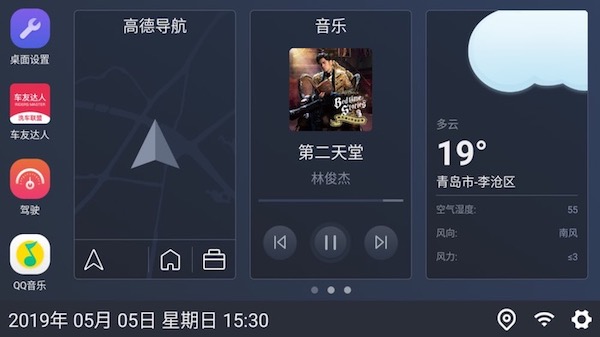 桌面设置
车友达人
洗车联盟
车友达人
驾驶
QQ音乐
高德导航
音乐
Bedtime
Stories
第二天堂
林俊杰
多云
19°
青岛市-李沧区
空气湿度: 55
风向: 南风
风力: ≤3
2019年 05月 05日 星期日 15:30